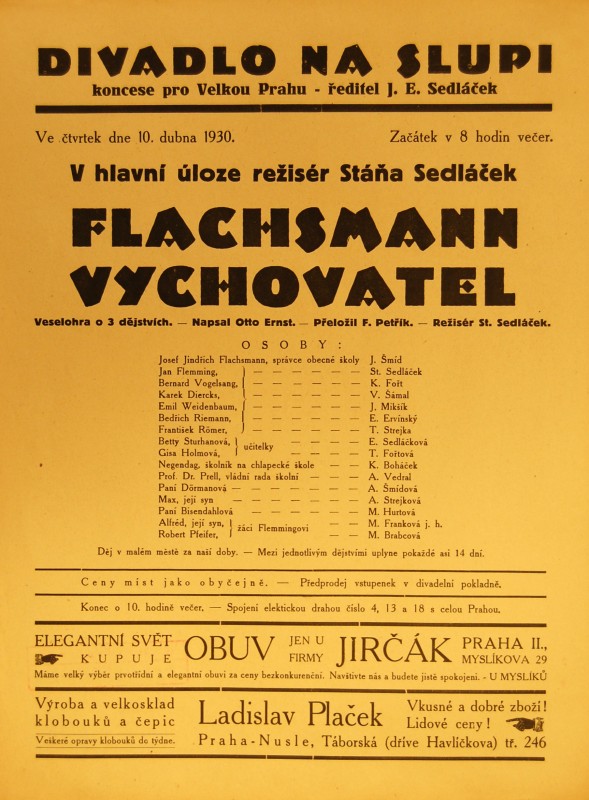 DIVADLO NA SLUPI
koncese pro Velkou Prahu - ředitel J. E. Sedláček
Ve čtvrtek dne 10. dubna 1930. Začátek v 8 hodin večer.
V hlavní úloze režisér Stáňa Sedláček
FLACHSMANN
VYCHOVATEL
Veselohra o 3 dějstvích. — Napsal Otto Ernst. — Přeložil F. Petřík. — Režisér St. Sedláček.
OSOBY:
Josef Jindřich Flachsmann, správce obecné školy J. Šmíd
Jan Flemming, — — — — — — St. Sedláček
Bernard Vogelsang, — — — — — — K. Fořt
Karek Diercks, — — — — — — V. Šámal
Emil Weidenbaum, — — — — — — J. Mikšík
Bedřich Riemann, — — — — — — E. Ervínský
František Römer, — — — — — — T. Strejka
Betty Sturhanová, učitelky — — — — E. Sedláčková
Gisa Holmová, — — — — T. Fořtová
Negendag, školník na chlapecké škole — — K. Boháček
Prof. Dr. Prell, vládní rada školní — — — A. Vedral
Paní Dörmanová — — — — — — A. Šmídová
Max, její syn — — — — — — — A. Strejková
Paní Bisendahlová — — — — — M. Hurtová
Alfréd, její syn, žáci Flemmingovi — — M. Franková j. h.
Robert Pfeifer, — — M. Brabcová
Děj v malém městě za naší doby. — Mezi jednotlivým dějstvími uplyne pokaždé asi 14 dní.
Ceny míst jako obyčejně. — Předprodej vstupenek v divadelní pokladně.
Konec o 10. hodině večer. — Spojení elektickou drahou číslo 4, 13 a 18 s celou Prahou.
ELEGANTNÍ SVĚT KUPUJE OBUV JEN U FIRMY JIRČÁK PRAHA II., MYSLÍKOVA 29
Máme velký výběr prvotřídní a elegantní obuvi za ceny bezkonkurenční. Navštivte nás a budete jistě spokojeni. - U MYSLÍKŮ
Výroba a velkosklad
klobouků a čepic
Veškeré opravy klobouků do týdne.
Ladislav Plaček
Vkusné a dobré zboží!
Lidové ceny!
Praha-Nusle, Táborská (dříve Havlíčkova) tř. 246